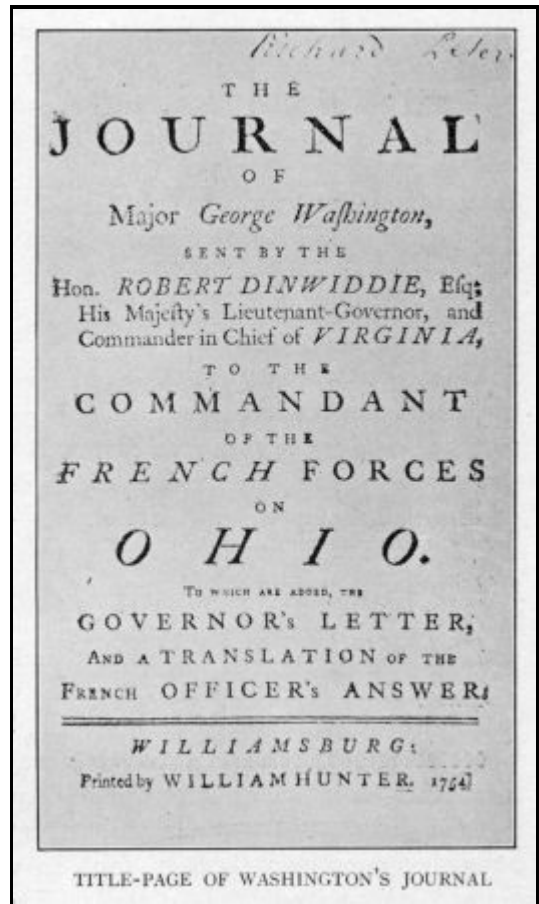 Richard Peters
THE
JOURNAL
OF
Major George Waſhington,
SENT BY THE
Hon. ROBERT DINWIDDIE, Eſq;
His Majeſty's Lieutenant-Governor, and
Commander in Chief of VIRGINIA,
TO THE
COMMANDANT
OF THE
FRENCH FORCES
ON
OHIO.
TO WHICH ARE ADDED, THE
GOVERNOR's LETTER,
AND A TRANSLATION OF THE
FRENCH OFFICER's ANSWER.
WILLIAMSBURG:
Printed by WILLIAM HUNTER. 1754.
TITLE-PAGE OF WASHINGTON'S JOURNAL